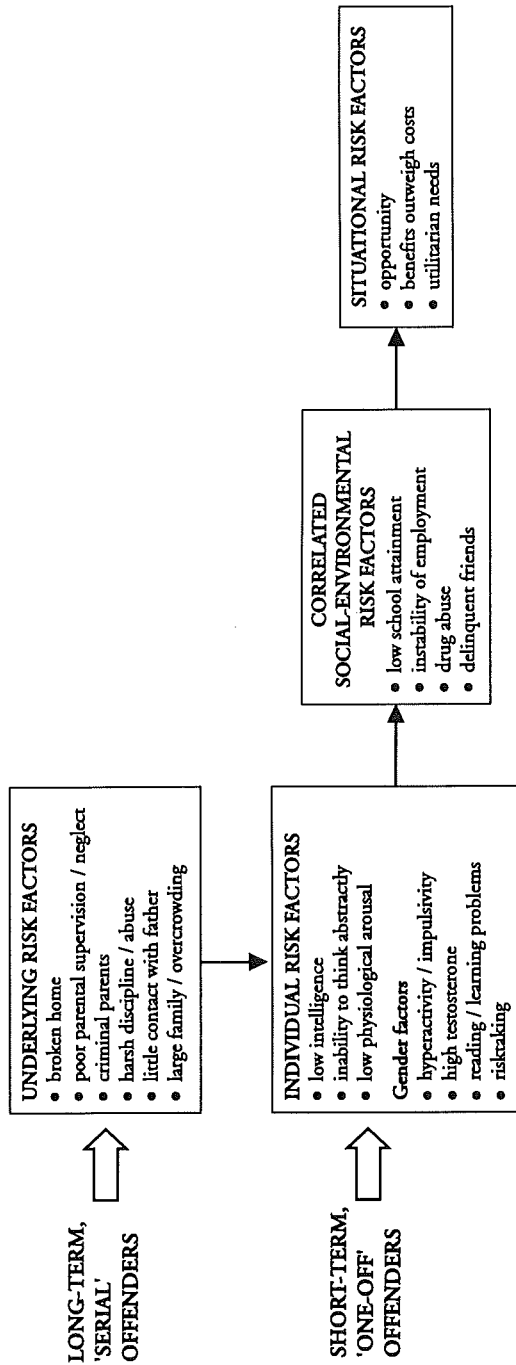 LONG-TERM,
'SERIAL'
OFFENDERS
UNDERLYING RISK FACTORS
• broken home
• poor parental supervision / neglect
• criminal parents
• harsh discipline / abuse
• little contact with father
• large family / overcrowding
SHORT-TERM,
'ONE-OFF'
OFFENDERS
INDIVIDUAL RISK FACTORS
• low intelligence
• inability to think abstractly
• low physiological arousal
Gender factors
• hyperactivity / impulsivity
• high testosterone
• reading / learning problems
• risktaking
CORRELATED
SOCIAL-ENVIRONMENTAL
RISK FACTORS
• low school attainment
• instability of employment
• drug abuse
• delinquent friends
SITUATIONAL RISK FACTORS
• opportunity
• benefits outweigh costs
• utilitarian needs